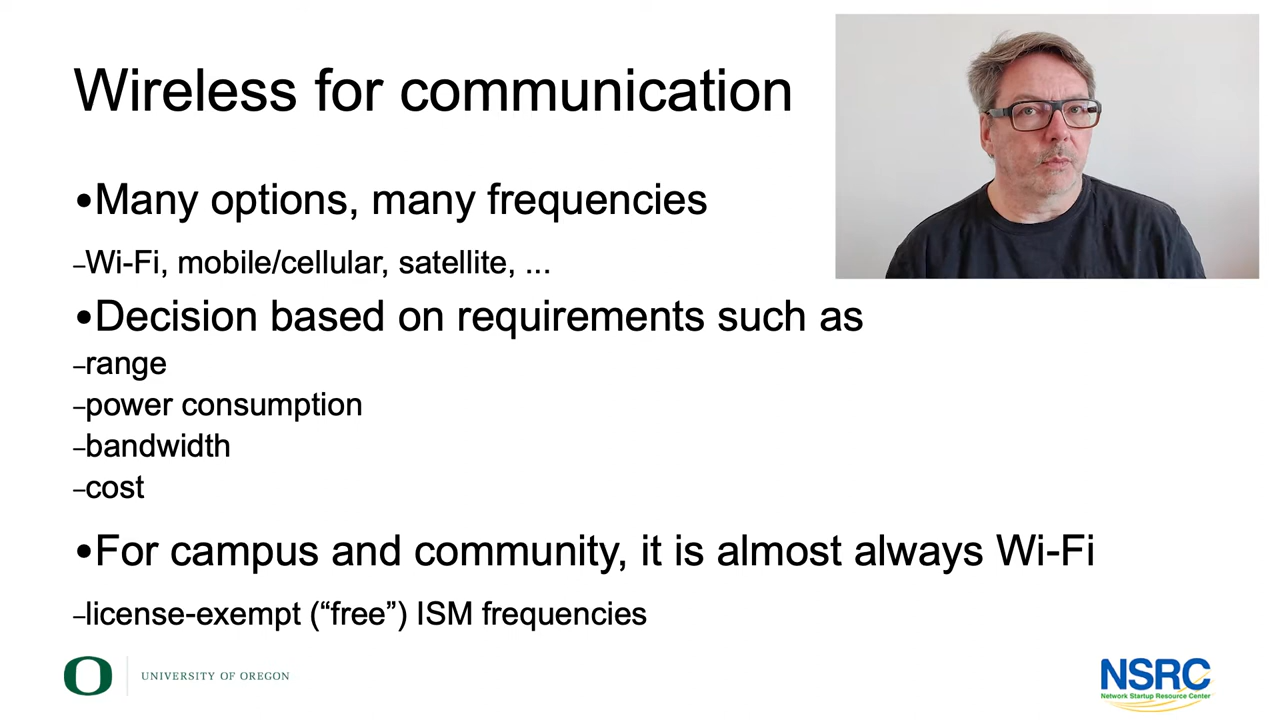 Wireless for communication
•Many options, many frequencies
–Wi-Fi, mobile/cellular, satellite, ...
•Decision based on requirements such as
–range
–power consumption
–bandwidth
–cost
•For campus and community, it is almost always Wi-Fi
–license-exempt (“free”) ISM frequencies
O
UNIVERSITY OF OREGON
NSRC
Network Startup Resource Center